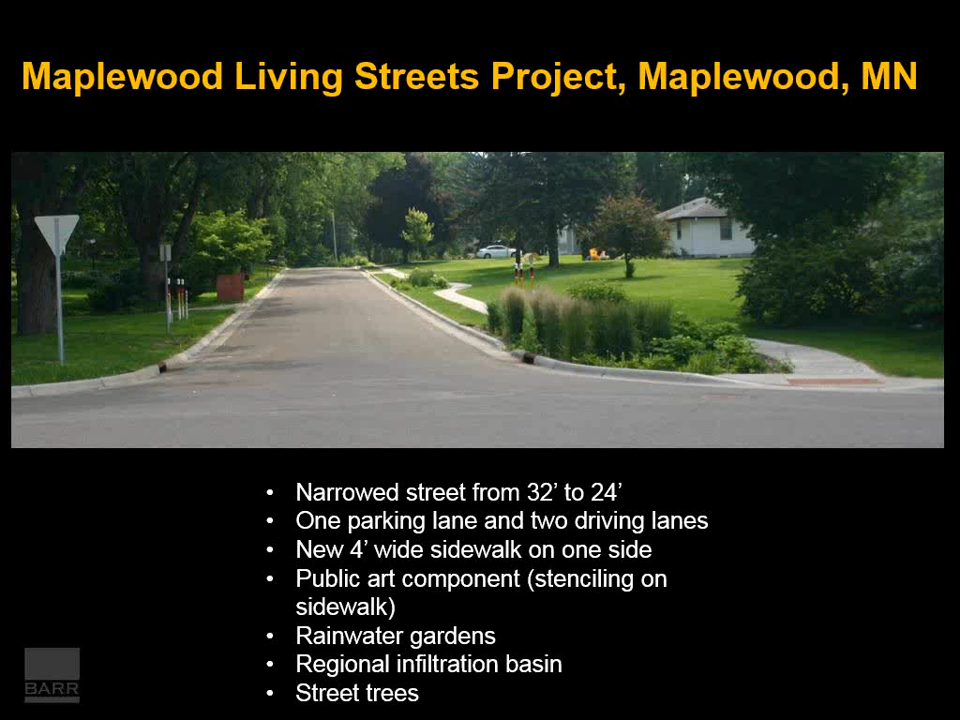 Maplewood Living Streets Project, Maplewood, MN
• Narrowed street from 32’ to 24’
• One parking lane and two driving lanes
• New 4’ wide sidewalk on one side
• Public art component (stenciling on
sidewalk)
• Rainwater gardens
• Regional infiltration basin
• Street trees
BARR